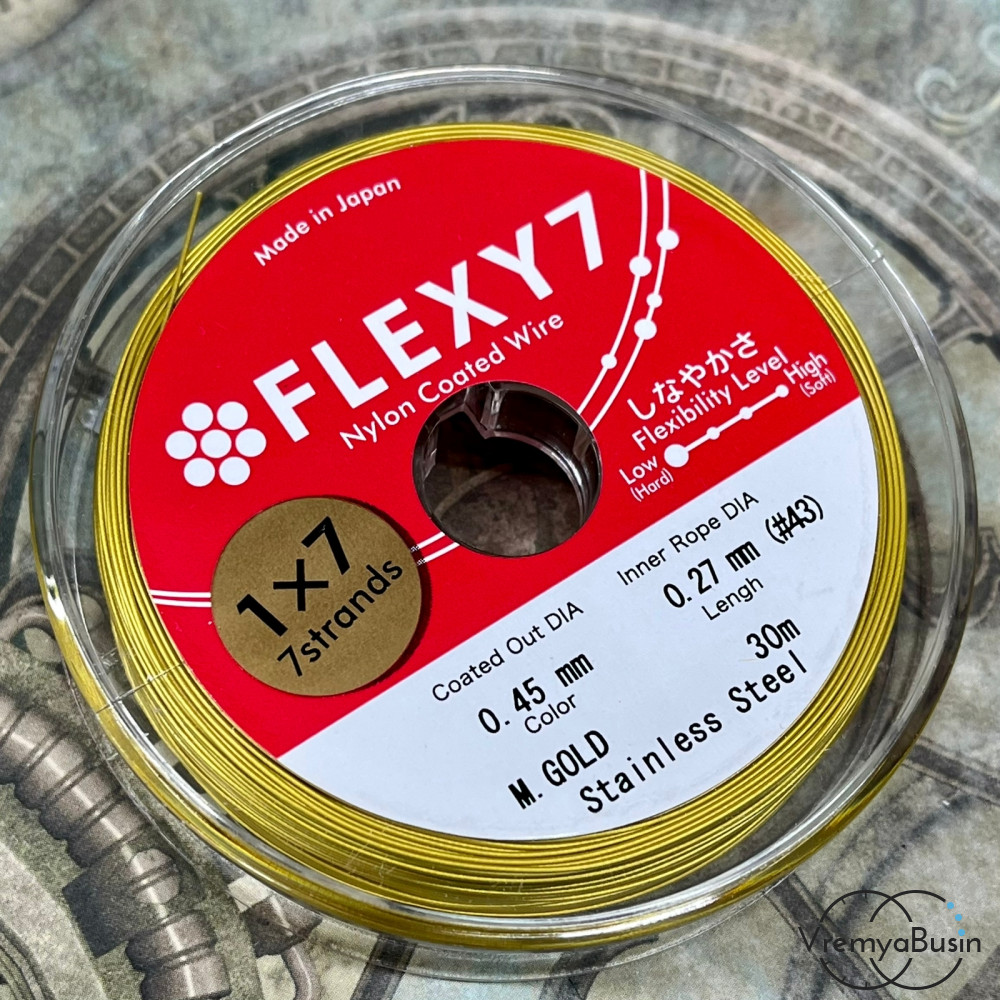 Made in Japan
FLEXY7
Nylon Coated Wire
しなやかさ
Flexibility Level
Low
(Hard)
High
(Soft)
1×7
7strands
Coated Out DIA
0.45 mm
Inner Rope DIA
0.27 mm (#43)
Color
M.GOLD
Lengh
30m
Stainless Steel
VremyaBusin